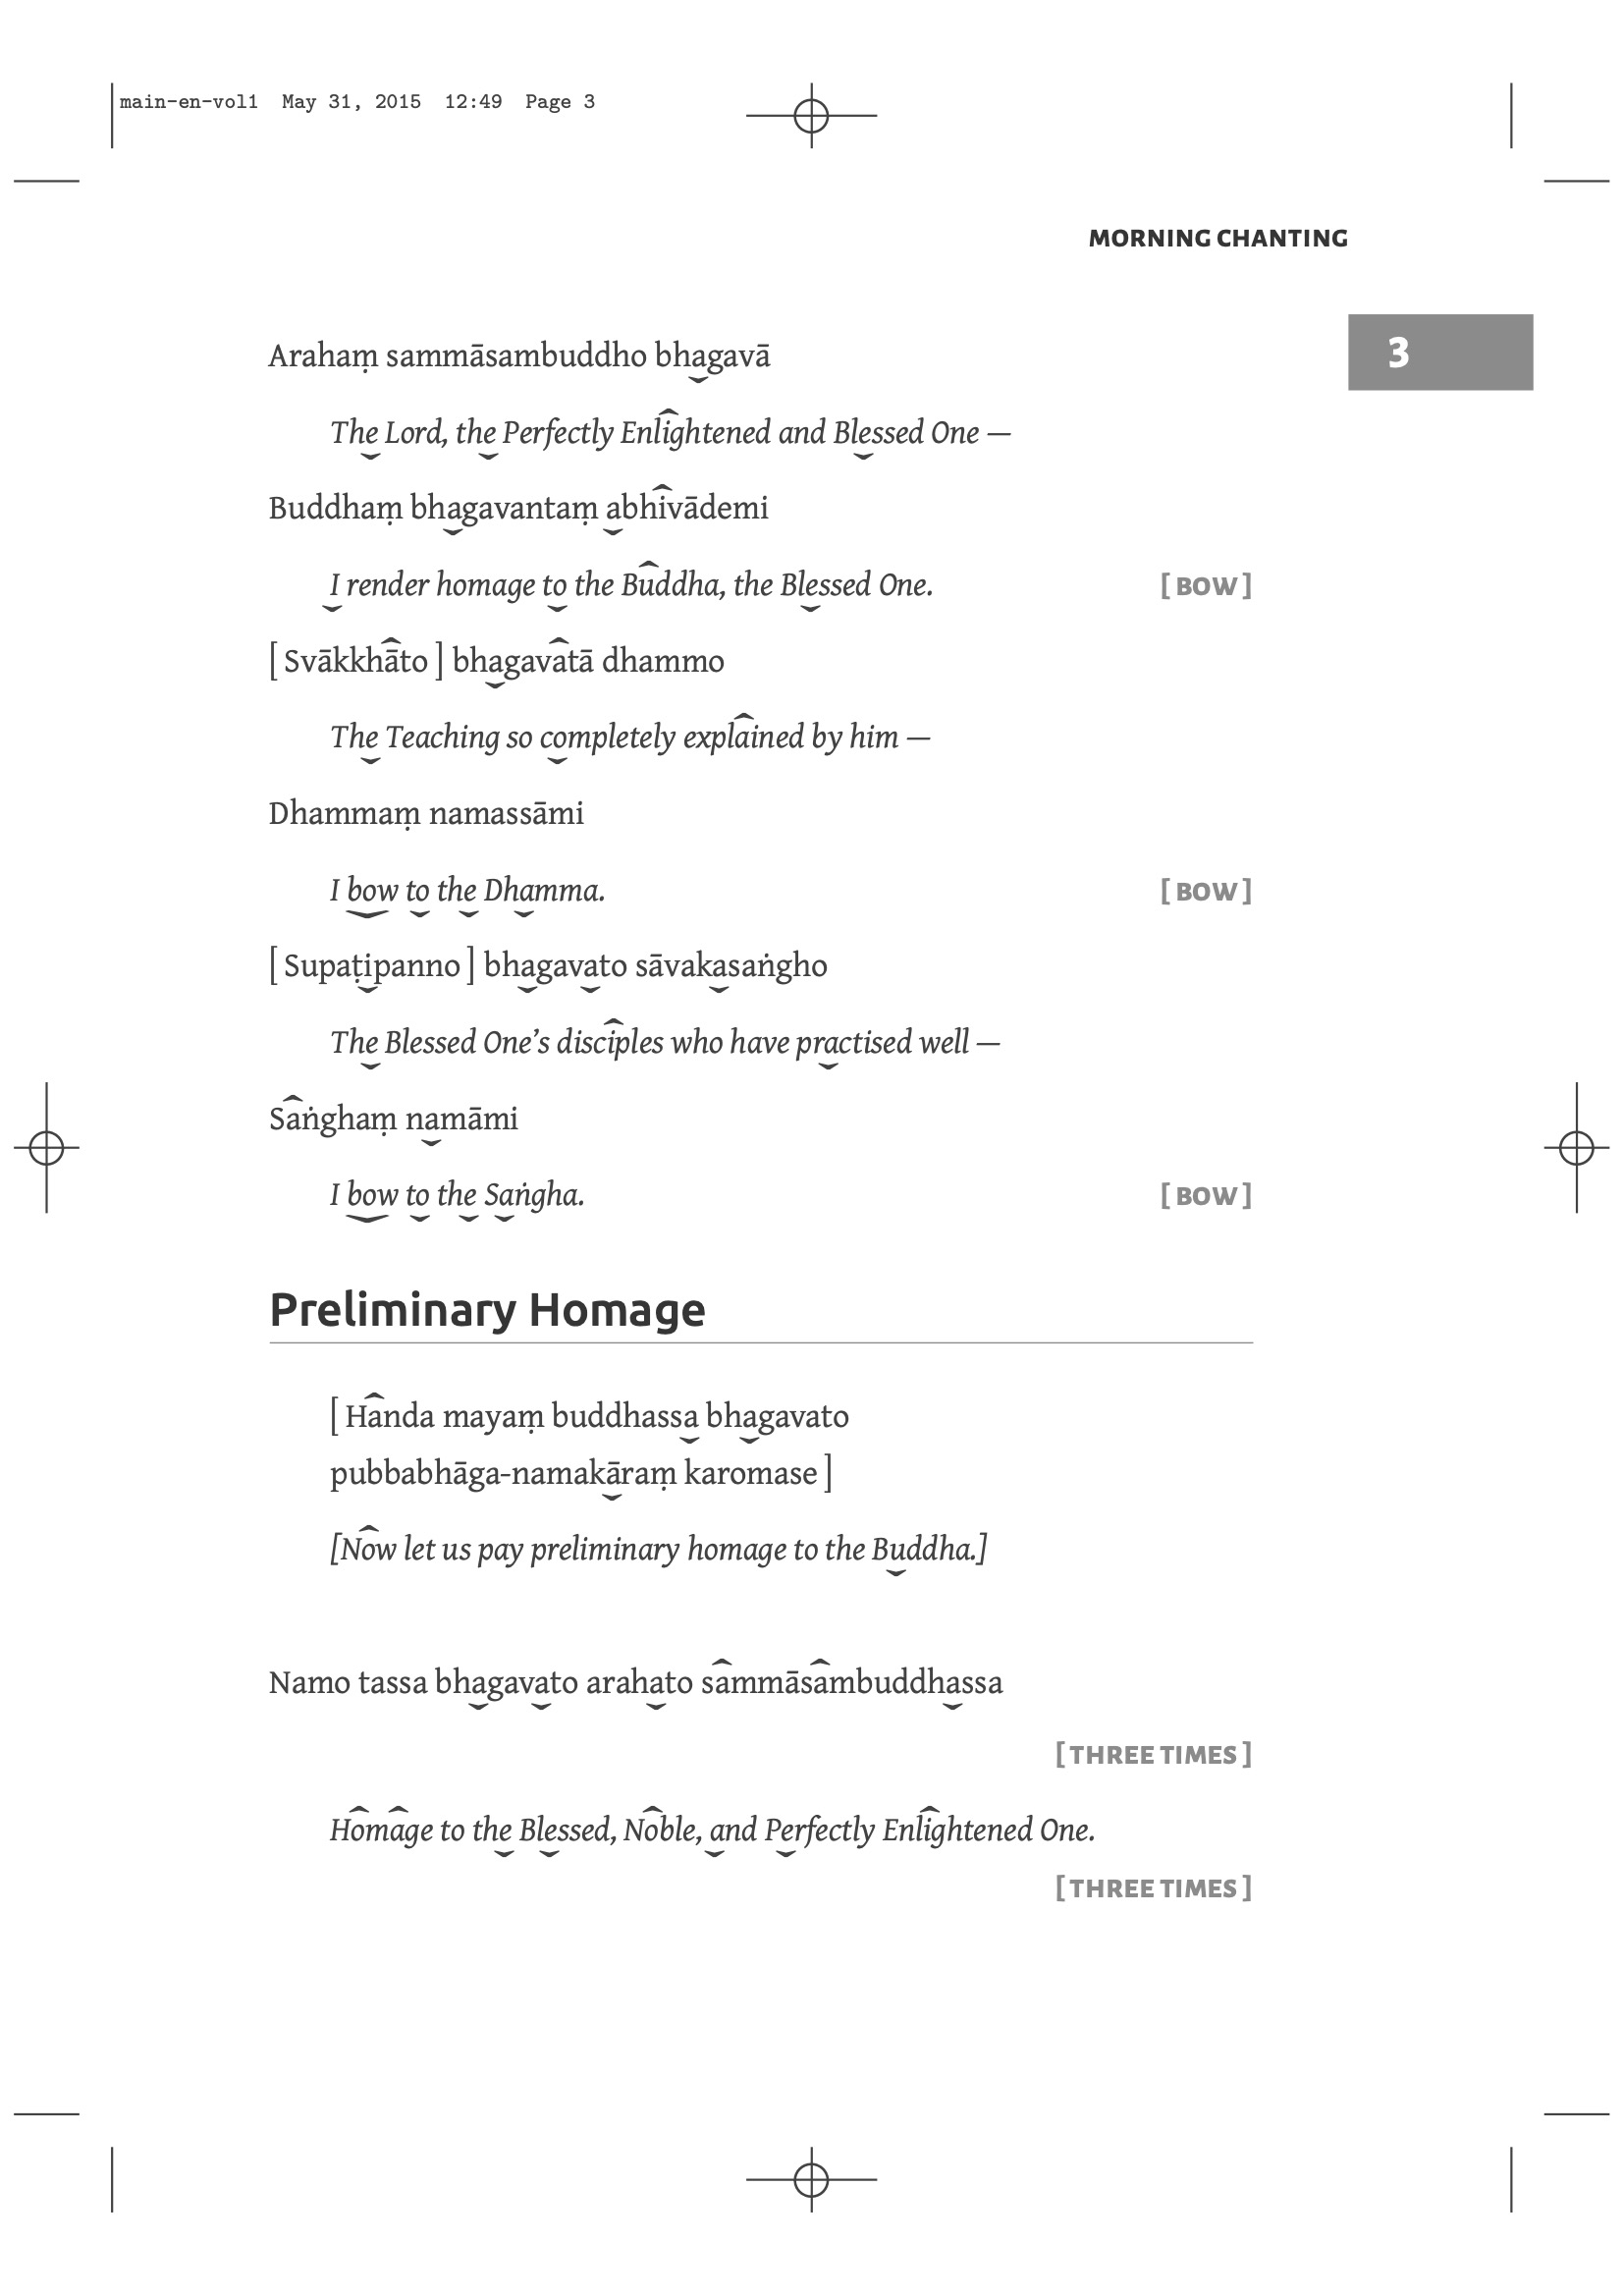 main-en-vol1 May 31, 2015 12:49 Page 3
MORNING CHANTING
3
Arahaṃ sammāsambuddho bhagavā
The Lord, the Perfectly Enlightened and Blessed One —
Buddhaṃ bhagavantaṃ abhivādemi
I render homage to the Buddha, the Blessed One. [ BOW ]
[ Svākkhāto ] bhagavatā dhammo
The Teaching so completely explained by him —
Dhammaṃ namassāmi
I bow to the Dhamma. [ BOW ]
[ Supaṭipanno ] bhagavato sāvakasaṅgho
The Blessed One’s disciples who have practised well —
Saṅghaṃ namāmi
I bow to the Saṅgha. [ BOW ]
Preliminary Homage
[ Handa mayaṃ buddhassa bhagavato
pubbabhāga-namakāraṃ karomase ]
[Now let us pay preliminary homage to the Buddha.]
Namo tassa bhagavato arahato sammāsambuddhassa
[ THREE TIMES ]
Homage to the Blessed, Noble, and Perfectly Enlightened One.
[ THREE TIMES ]